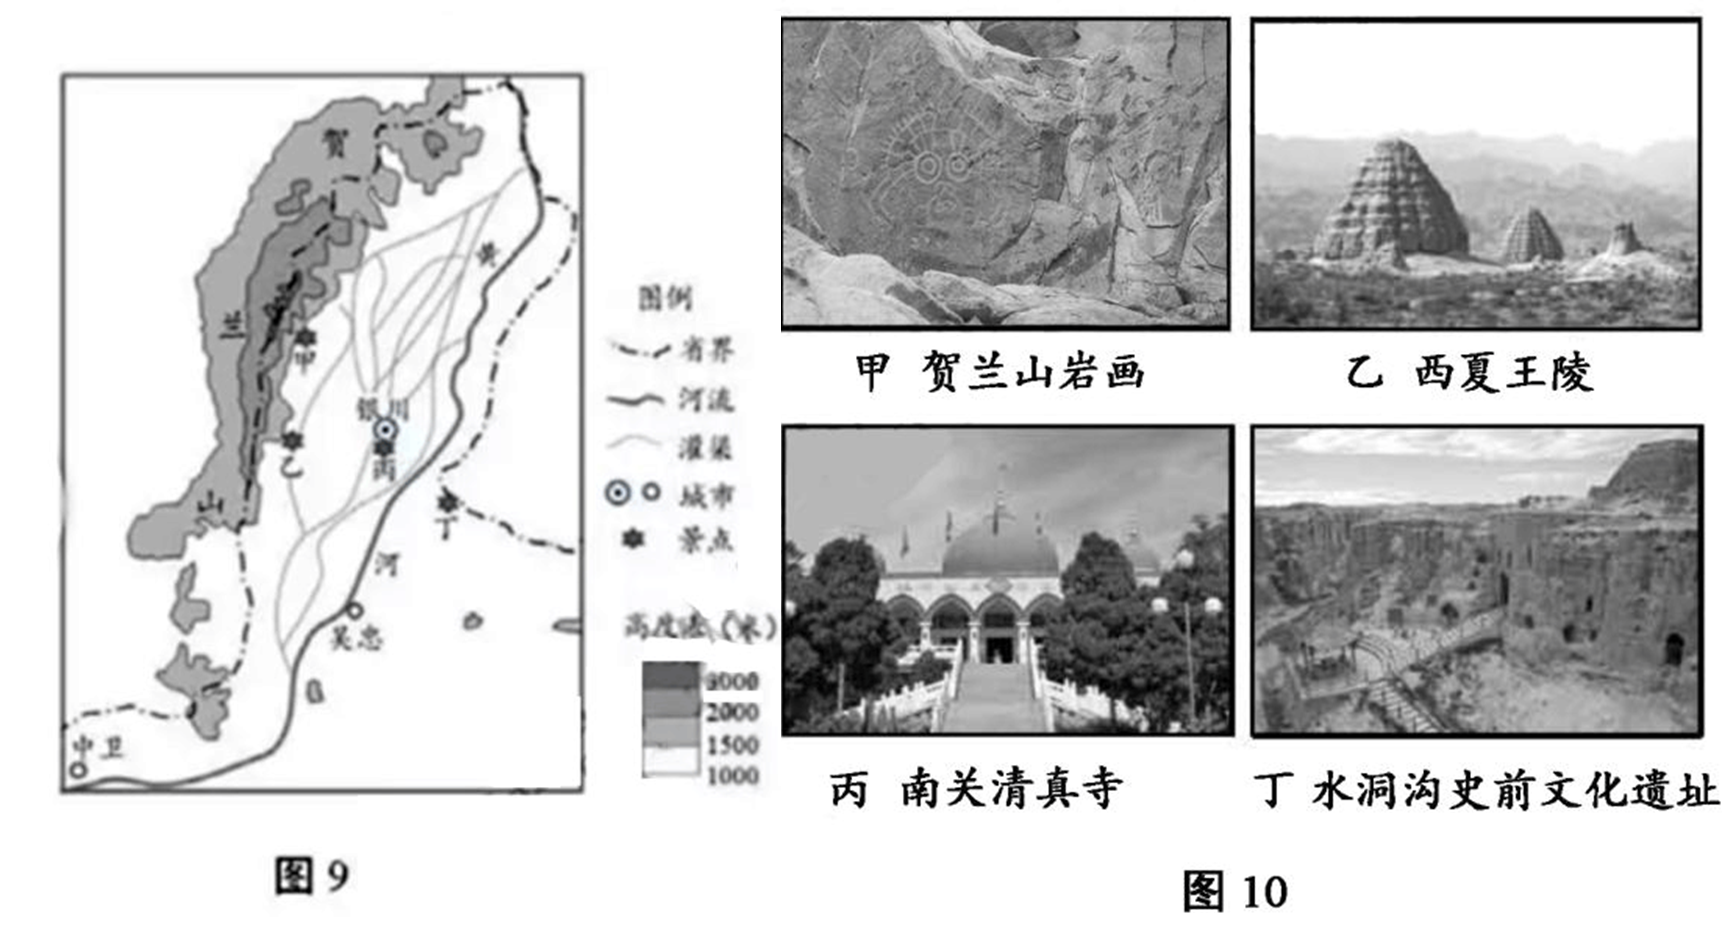 贺
兰
山
黄
河
甲
乙
丙
丁
银川
吴忠
中卫
图例
省界
河流
灌渠
城市
景点
高度表(米)
3000
2000
1500
1000
图 9
甲 贺兰山岩画
乙 西夏王陵
丙 南关清真寺
丁 水洞沟史前文化遗址
图 10